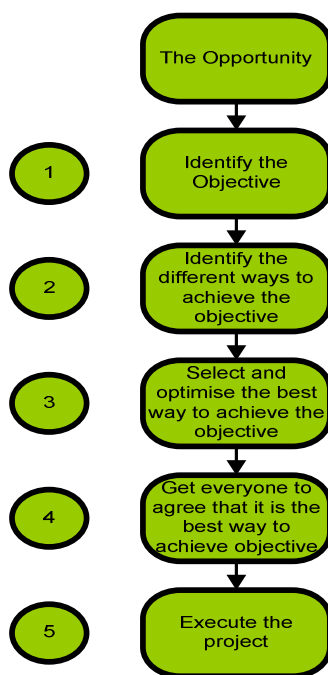 The Opportunity
1
Identify the
Objective
2
Identify the
different ways to
achieve the
objective
3
Select and
optimise the best
way to achieve the
objective
4
Get everyone to
agree that it is the
best way to
achieve objective
5
Execute the
project